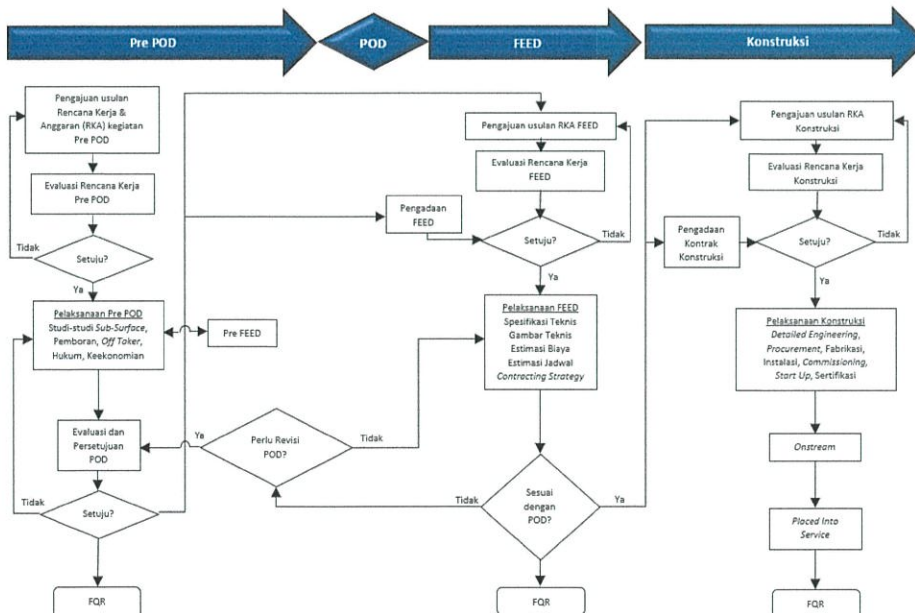 Pre POD
POD
FEED
Konstruksi
Pengajuan usulan
Rencana Kerja &
Anggaran (RKA) kegiatan
Pre POD
Evaluasi Rencana Kerja
Pre POD
Tidak
Setuju?
Ya
Pelaksanaan Pre POD
Studi-studi Sub-Surface,
Pemboran, Off Taker,
Hukum, Keekonomian
Pre FEED
Evaluasi dan
Persetujuan
POD
Tidak
Setuju?
FQR
Ya
Perlu Revisi
POD?
Tidak
Pengajuan usulan RKA FEED
Evaluasi Rencana Kerja
FEED
Pengadaan
FEED
Setuju?
Tidak
Ya
Pelaksanaan FEED
Spesifikasi Teknis
Gambar Teknis
Estimasi Biaya
Estimasi Jadwal
Contracting Strategy
Tidak
Sesuai
dengan
POD?
Ya
FQR
Pengajuan usulan RKA
Konstruksi
Evaluasi Rencana Kerja
Konstruksi
Pengadaan
Kontrak
Konstruksi
Setuju?
Tidak
Ya
Pelaksanaan Konstruksi
Detailed Engineering,
Procurement, Fabrikasi,
Instalasi, Commissioning,
Start Up, Sertifikasi
Onstream
Placed Into
Service
FQR